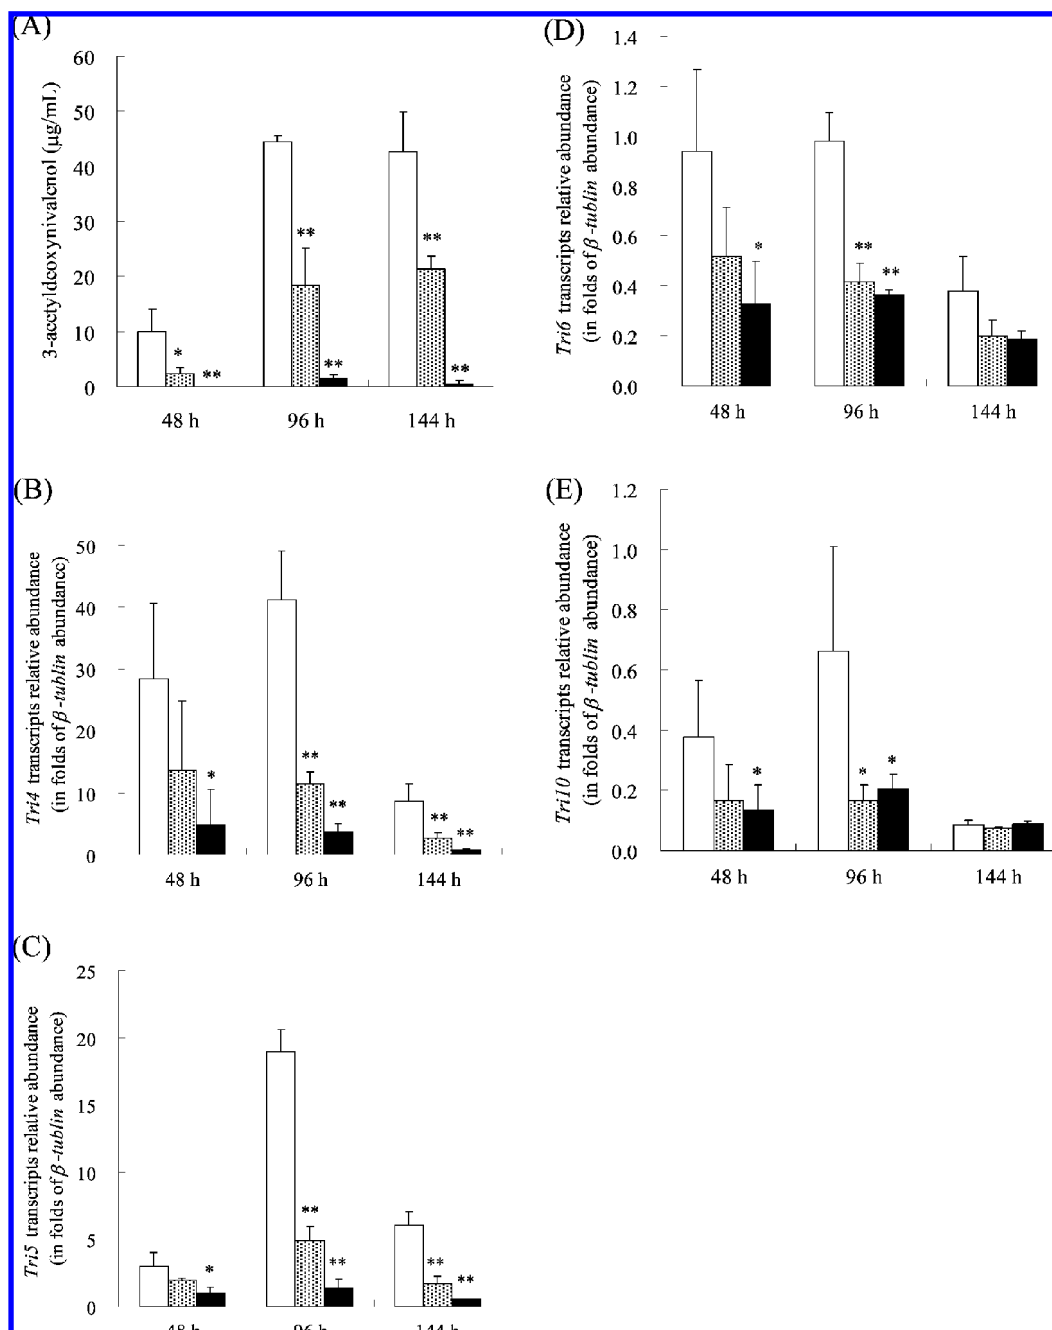 (A)
3-acctyldcoxynivalcnol (μg/mL)
60
50
40
30
20
10
0
*
**
**
**
**
**
48 h
96 h
144 h
(D)
Tri6 transcripts relative abundance
(in folds of β-tublin abundance)
1.4
1.2
1.0
0.8
0.6
0.4
0.2
0.0
*
**
**
48 h
96 h
144 h
(B)
Tri4 transcripts relative abundance
(in folds of β-tublin abundancc)
50
40
30
20
10
0
*
**
**
**
**
48 h
96 h
144 h
(E)
Tri10 transcripts relative abundance
(in folds of β-tublin abundance)
1.2
1.0
0.8
0.6
0.4
0.2
0.0
*
*
*
48 h
96 h
144 h
(C)
Tri5 transcripts relative abundance
(in folds of β-tublin abundance)
25
20
15
10
5
0
*
**
**
**
**
48 h
96 h
144 h